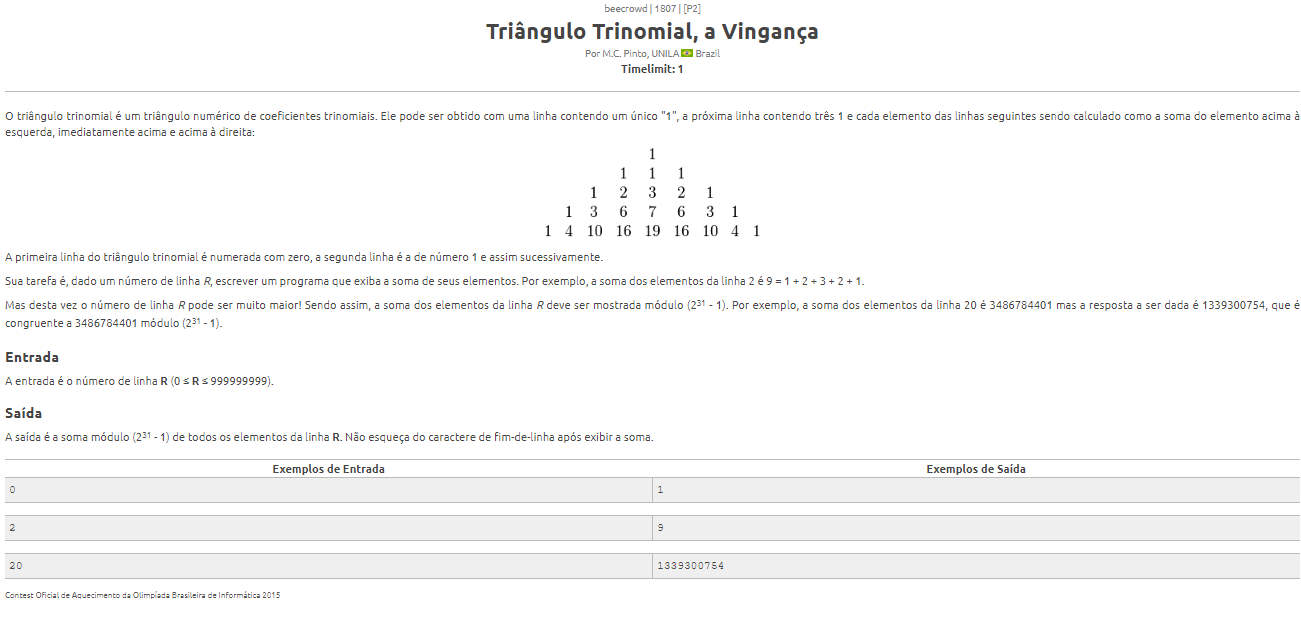 beecrowd | 1807 | [P2]
Triângulo Trinomial, a Vingança
Por M.C. Pinto, UNILA Brazil
Timelimit: 1
O triângulo trinomial é um triângulo numérico de coeficientes trinomiais. Ele pode ser obtido com uma linha contendo um único "1", a próxima linha contendo três 1 e cada elemento das linhas seguintes sendo calculado como a soma do elemento acima à
esquerda, imediatamente acima e acima à direita:
1
1 1 1
1 2 3 2 1
1 3 6 7 6 3 1
1 4 10 16 19 16 10 4 1
A primeira linha do triângulo trinomial é numerada com zero, a segunda linha é a de número 1 e assim sucessivamente.
Sua tarefa é, dado um número de linha R, escrever um programa que exiba a soma de seus elementos. Por exemplo, a soma dos elementos da linha 2 é 9 = 1 + 2 + 3 + 2 + 1.
Mas desta vez o número de linha R pode ser muito maior! Sendo assim, a soma dos elementos da linha R deve ser mostrada módulo (2³¹ - 1). Por exemplo, a soma dos elementos da linha 20 é 3486784401 mas a resposta a ser dada é 1339300754, que é
congruente a 3486784401 módulo (2³¹ - 1).
Entrada
A entrada é o número de linha R (0 ≤ R ≤ 999999999).
Saída
A saída é a soma módulo (2³¹ - 1) de todos os elementos da linha R. Não esqueça do caractere de fim-de-linha após exibir a soma.
Exemplos de Entrada Exemplos de Saída
0 1
2 9
20 1339300754
Contest Oficial de Aquecimento da Olimpíada Brasileira de Informática 2015